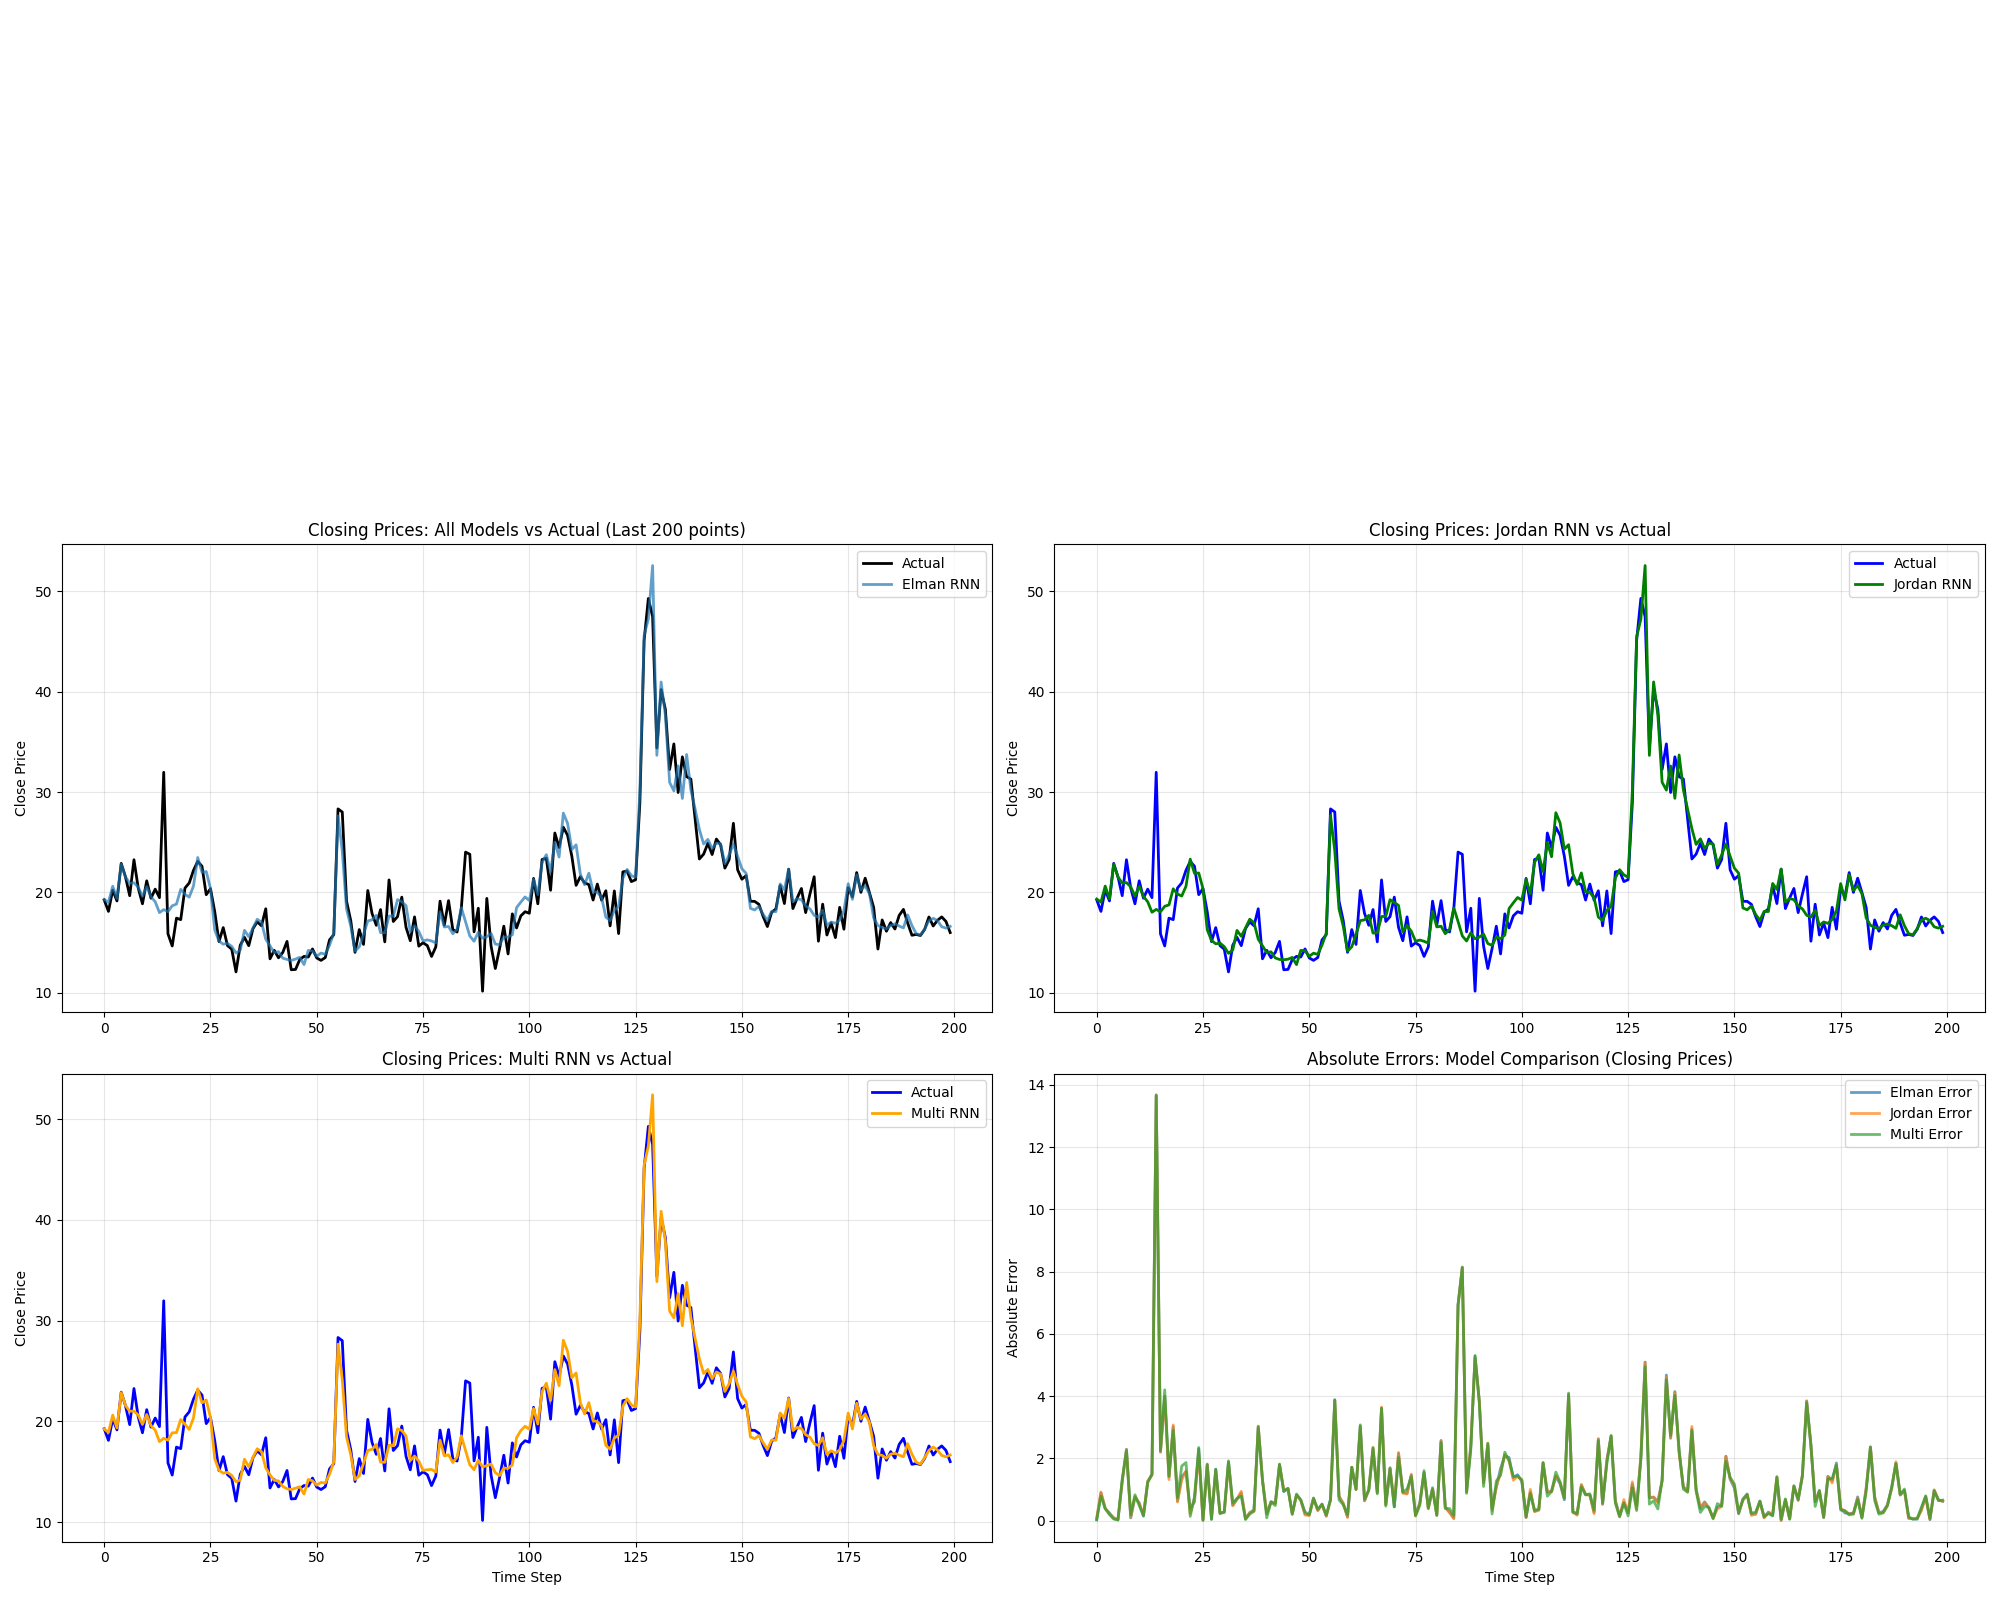 Closing Prices: All Models vs Actual (Last 200 points)
Actual
Elman RNN
Close Price
50
40
30
20
10
0 25 50 75 100 125 150 175 200
Closing Prices: Jordan RNN vs Actual
Actual
Jordan RNN
Close Price
50
40
30
20
10
0 25 50 75 100 125 150 175 200
Closing Prices: Multi RNN vs Actual
Actual
Multi RNN
Close Price
50
40
30
20
10
0 25 50 75 100 125 150 175 200
Time Step
Absolute Errors: Model Comparison (Closing Prices)
Elman Error
Jordan Error
Multi Error
Absolute Error
14
12
10
8
6
4
2
0
0 25 50 75 100 125 150 175 200
Time Step